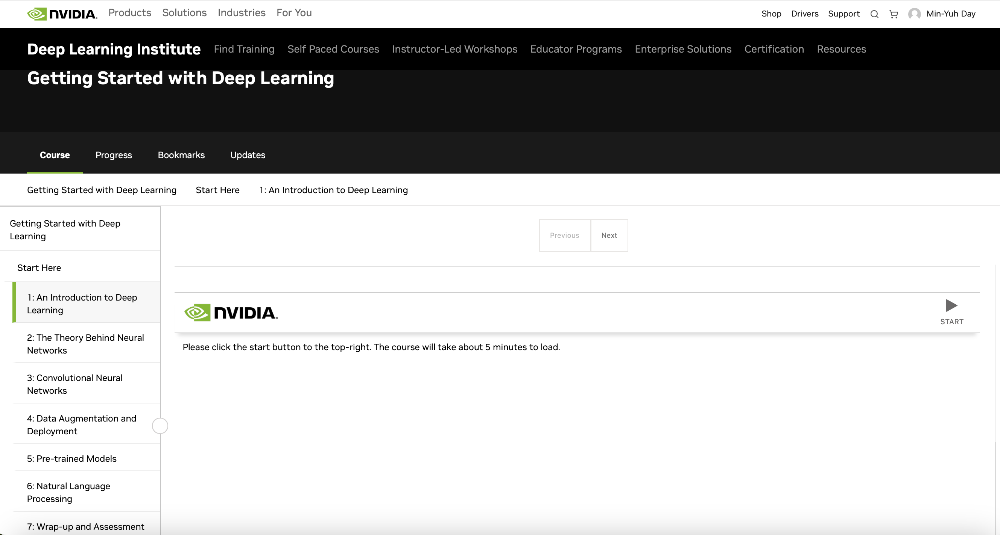 NVIDIA. Products Solutions Industries For You Shop Drivers Support Min-Yuh Day
Deep Learning Institute Find Training Self Paced Courses Instructor-Led Workshops Educator Programs Enterprise Solutions Certification Resources
Getting Started with Deep Learning
Course Progress Bookmarks Updates
Getting Started with Deep Learning Start Here 1: An Introduction to Deep Learning
Getting Started with Deep
Learning
Start Here
1: An Introduction to Deep
Learning
2: The Theory Behind Neural
Networks
3: Convolutional Neural
Networks
4: Data Augmentation and
Deployment
5: Pre-trained Models
6: Natural Language
Processing
7: Wrap-up and Assessment
Previous Next
NVIDIA.
START
Please click the start button to the top-right. The course will take about 5 minutes to load.